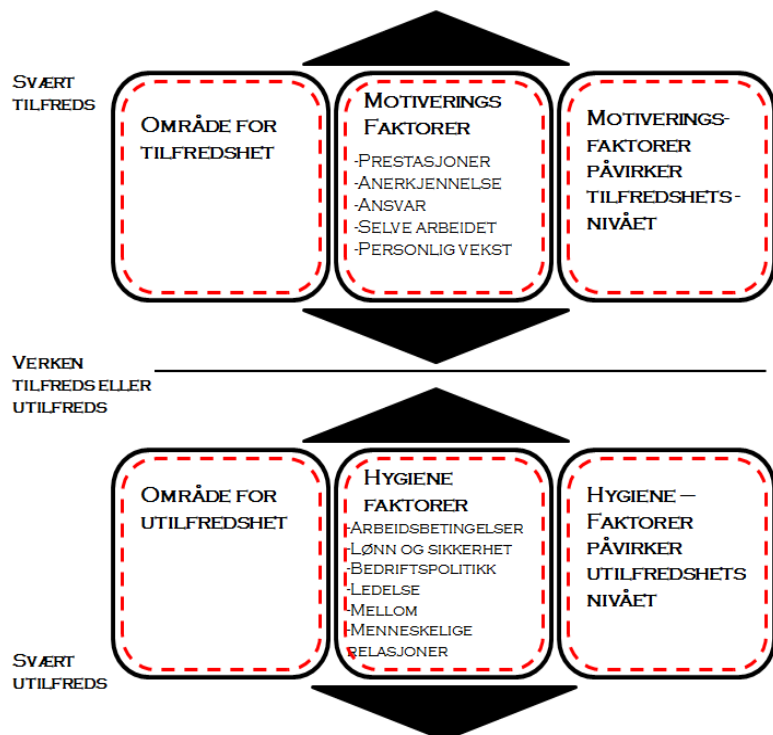 Svært
tilfreds
Område for
tilfredshet
Motiverings
Faktorer
-Prestasjoner
-Anerkjennelse
-Ansvar
-Selve arbeidet
-Personlig vekst
Motiverings-
faktorer
påvirker
tilfredshets-
nivået
Verken
tilfreds eller
utilfreds
Område for
utilfredshet
Hygiene
faktorer
-Arbeidsbetingelser
-Lønn og sikkerhet
-Bedriftspolitikk
-Ledelse
-Mellom
-Menneskelige
relasjoner
Hygiene –
Faktorer
påvirker
utilfredshets
nivået
Svært
utilfreds